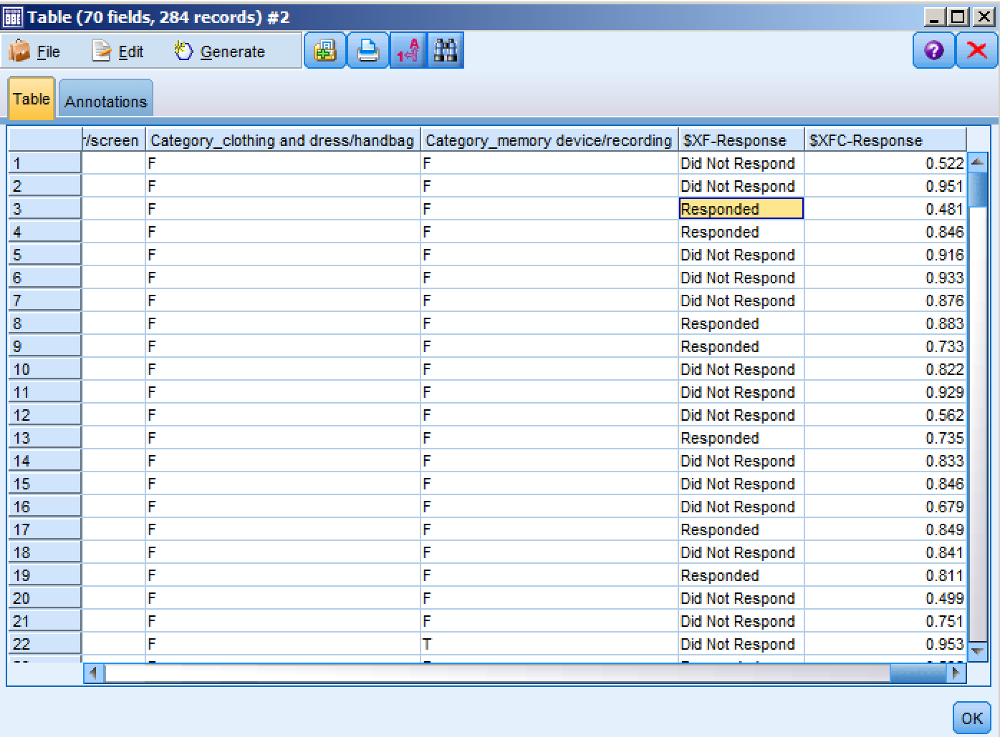 Table (70 fields, 284 records) #2
File Edit Generate
Table Annotations
r/screen Category_clothing and dress/handbag Category_memory device/recording $XF-Response $XFC-Response
1 F F Did Not Respond 0.522
2 F F Did Not Respond 0.951
3 F F Responded 0.481
4 F F Responded 0.846
5 F F Did Not Respond 0.916
6 F F Did Not Respond 0.933
7 F F Did Not Respond 0.876
8 F F Responded 0.883
9 F F Responded 0.733
10 F F Did Not Respond 0.822
11 F F Did Not Respond 0.929
12 F F Did Not Respond 0.562
13 F F Responded 0.735
14 F F Did Not Respond 0.833
15 F F Did Not Respond 0.846
16 F F Did Not Respond 0.679
17 F F Responded 0.849
18 F F Did Not Respond 0.841
19 F F Responded 0.811
20 F F Did Not Respond 0.499
21 F F Did Not Respond 0.751
22 F T Did Not Respond 0.953
OK